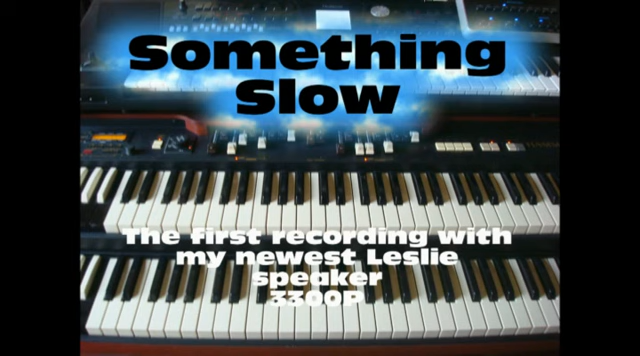 Something
Slow
The first recording with
my newest Leslie
speaker
3300P